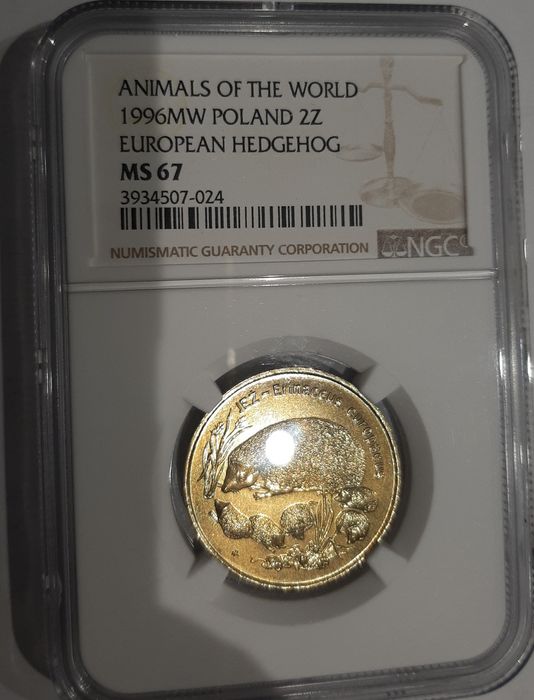 ANIMALS OF THE WORLD
1996MW POLAND 2Z
EUROPEAN HEDGEHOG
MS 67
3934507-024
NUMISMATIC GUARANTY CORPORATION
NGC
JEŻ - Erinaceus europaeus